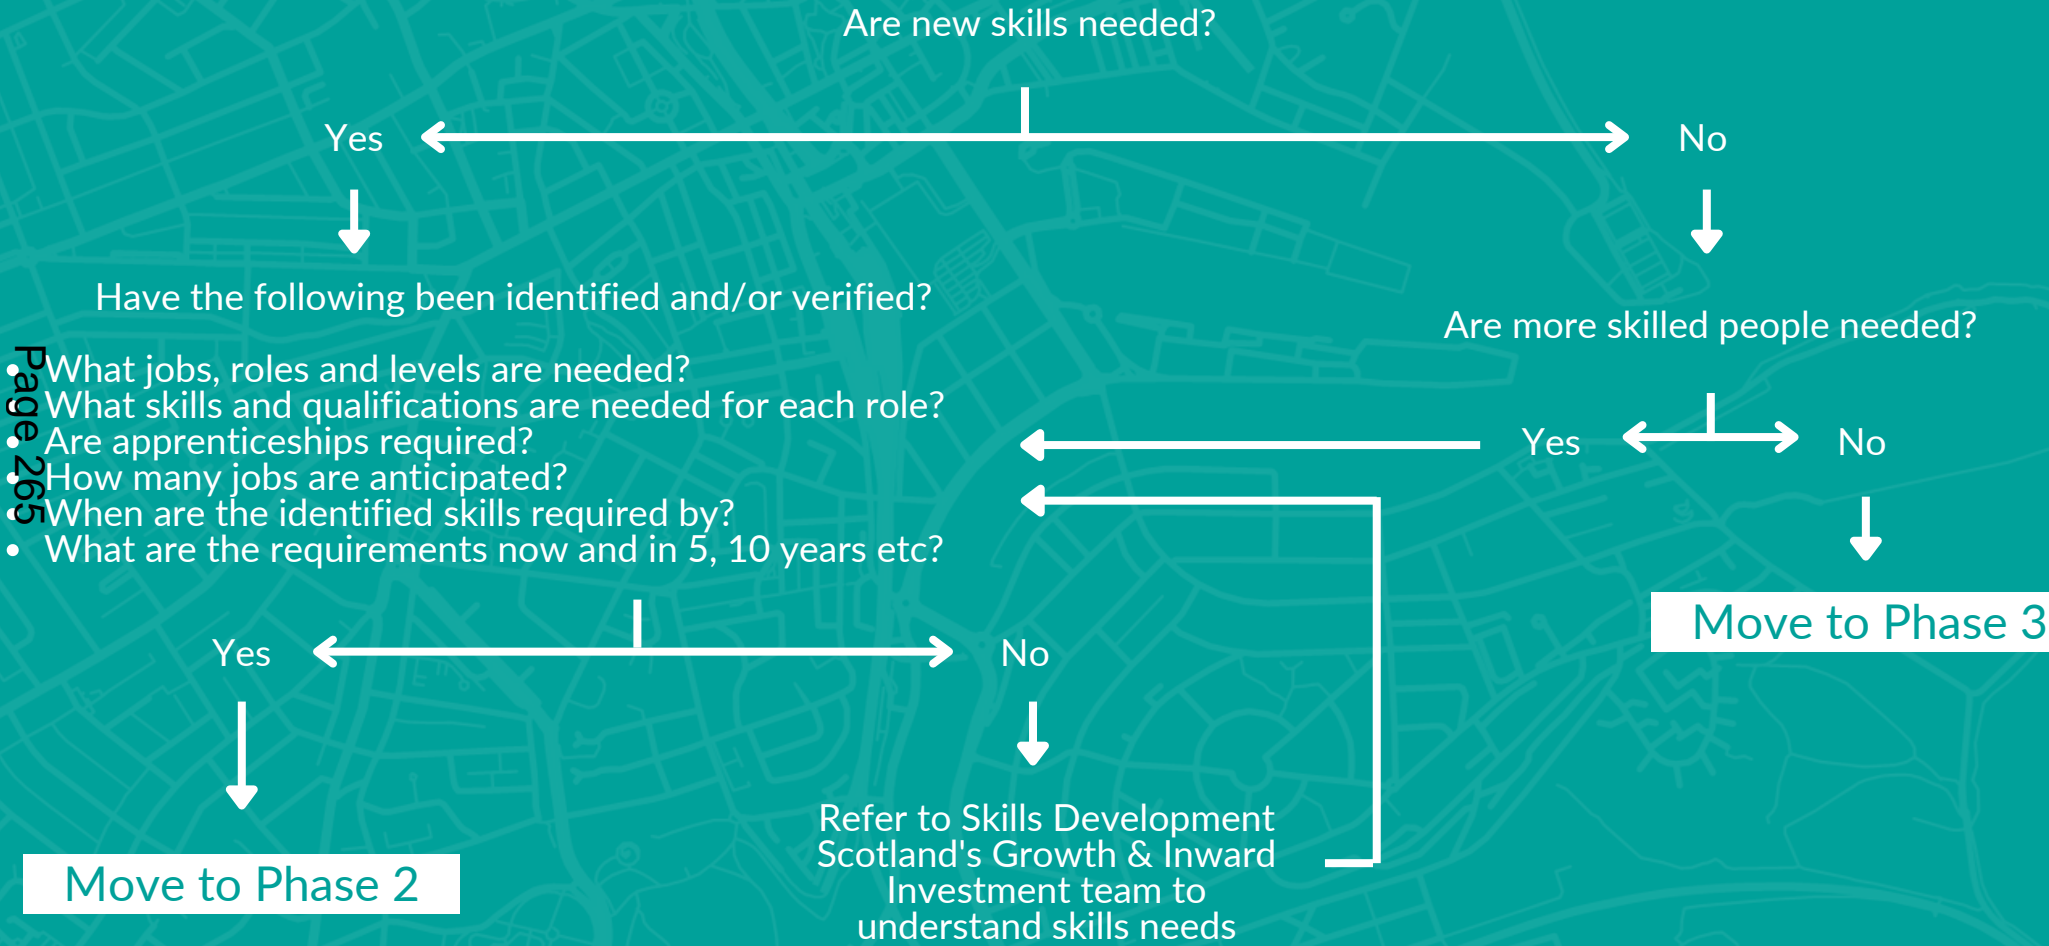 Are new skills needed?
Yes
No
Have the following been identified and/or verified?
Are more skilled people needed?
• What jobs, roles and levels are needed?
• What skills and qualifications are needed for each role?
• Are apprenticeships required?
• How many jobs are anticipated?
• When are the identified skills required by?
• What are the requirements now and in 5, 10 years etc?
Page 265
Yes
No
Move to Phase 3
Yes
No
Move to Phase 2
Refer to Skills Development
Scotland's Growth & Inward
Investment team to
understand skills needs